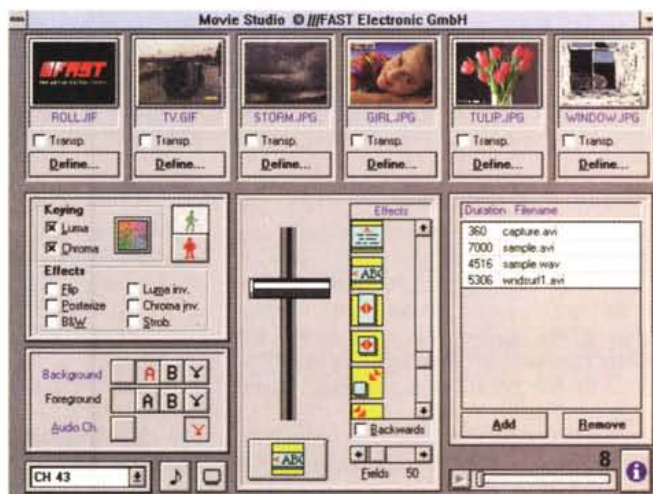 Movie Studio © ///FAST Electronic GmbH
FAST
ROLL.JIF
TV.GIF
STORM.JPG
GIRL.JPG
TULIP.JPG
WINDOW.JPG
Transp.
Transp.
Transp.
Transp.
Transp.
Transp.
Define...
Define...
Define...
Define...
Define...
Define...
Keying
Luma
Chroma
Effects
Flip
Luma inv.
Posterize
Chroma inv.
B&W
Strob.
Background
A B
Foreground
A B
Audio Ch.
CH 43
Effects
< ABC
Backwards
< ABC
Fields 50
Duration Filename
360 capture.avi
7000 sample.avi
4516 sample.wav
5306 wndsurf1.avi
Add Remove
8